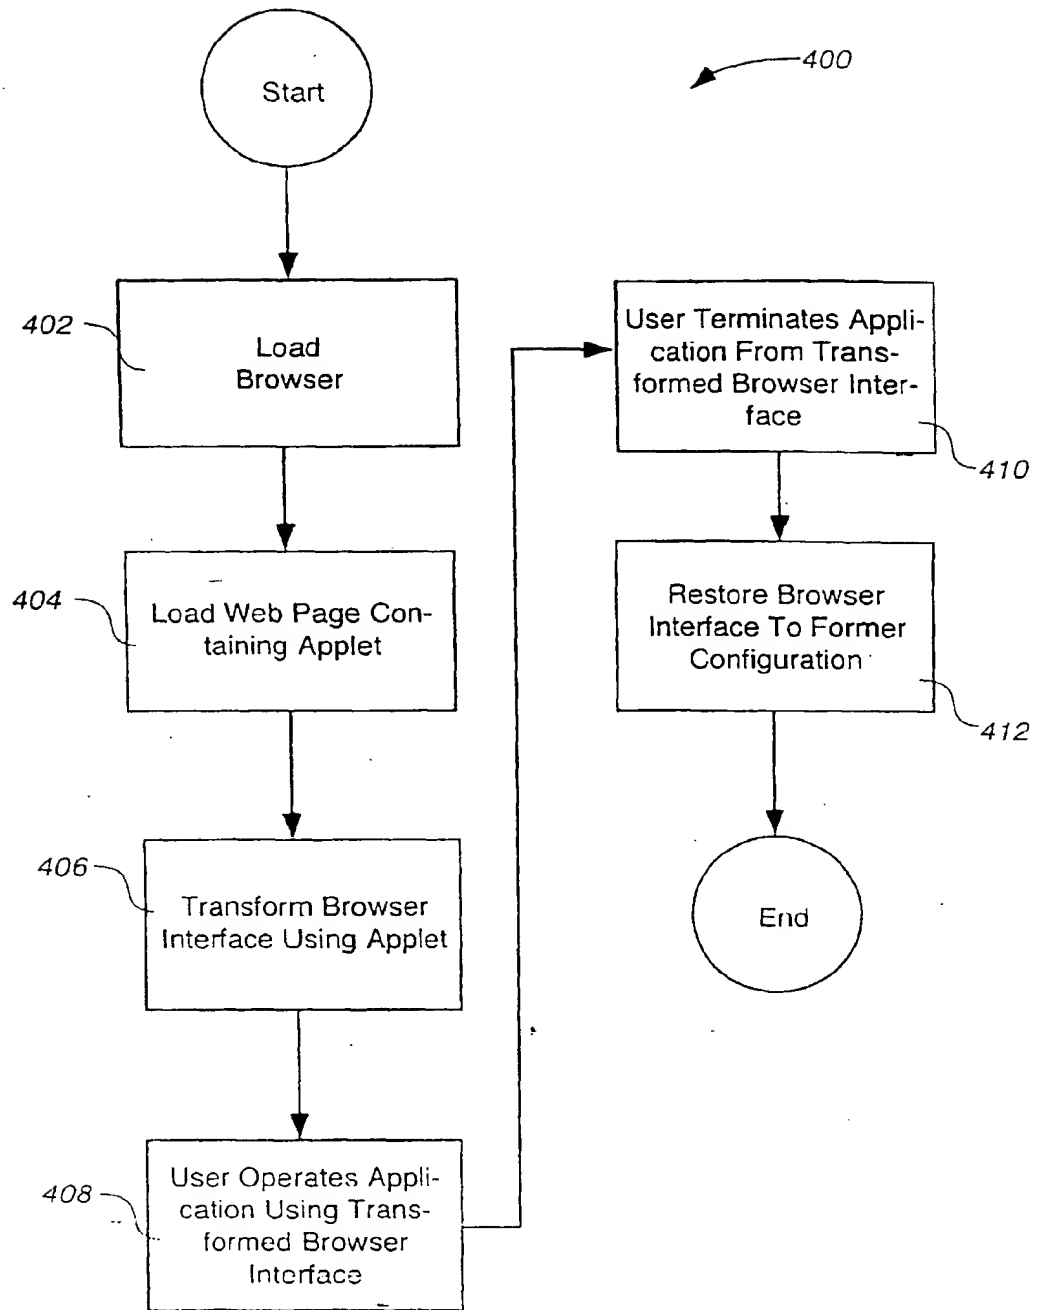 Start
400
402
Load
Browser
404
Load Web Page Con-
taining Applet
406
Transform Browser
Interface Using Applet
408
User Operates Appli-
cation Using Trans-
formed Browser
Interface
User Terminates Appli-
cation From Trans-
formed Browser Inter-
face
410
Restore Browser
Interface To Former
Configuration
412
End